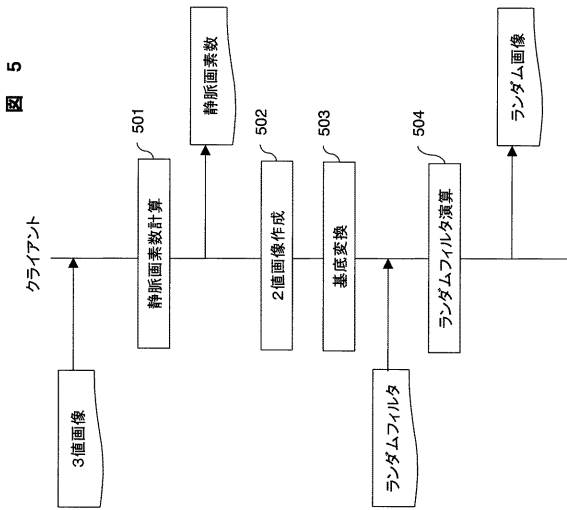 図 5
クライアント
3値画像
静脈画素数計算
501
静脈画素数
2値画像作成
502
基底変換
503
ランダムフィルタ
ランダムフィルタ演算
504
ランダム画像